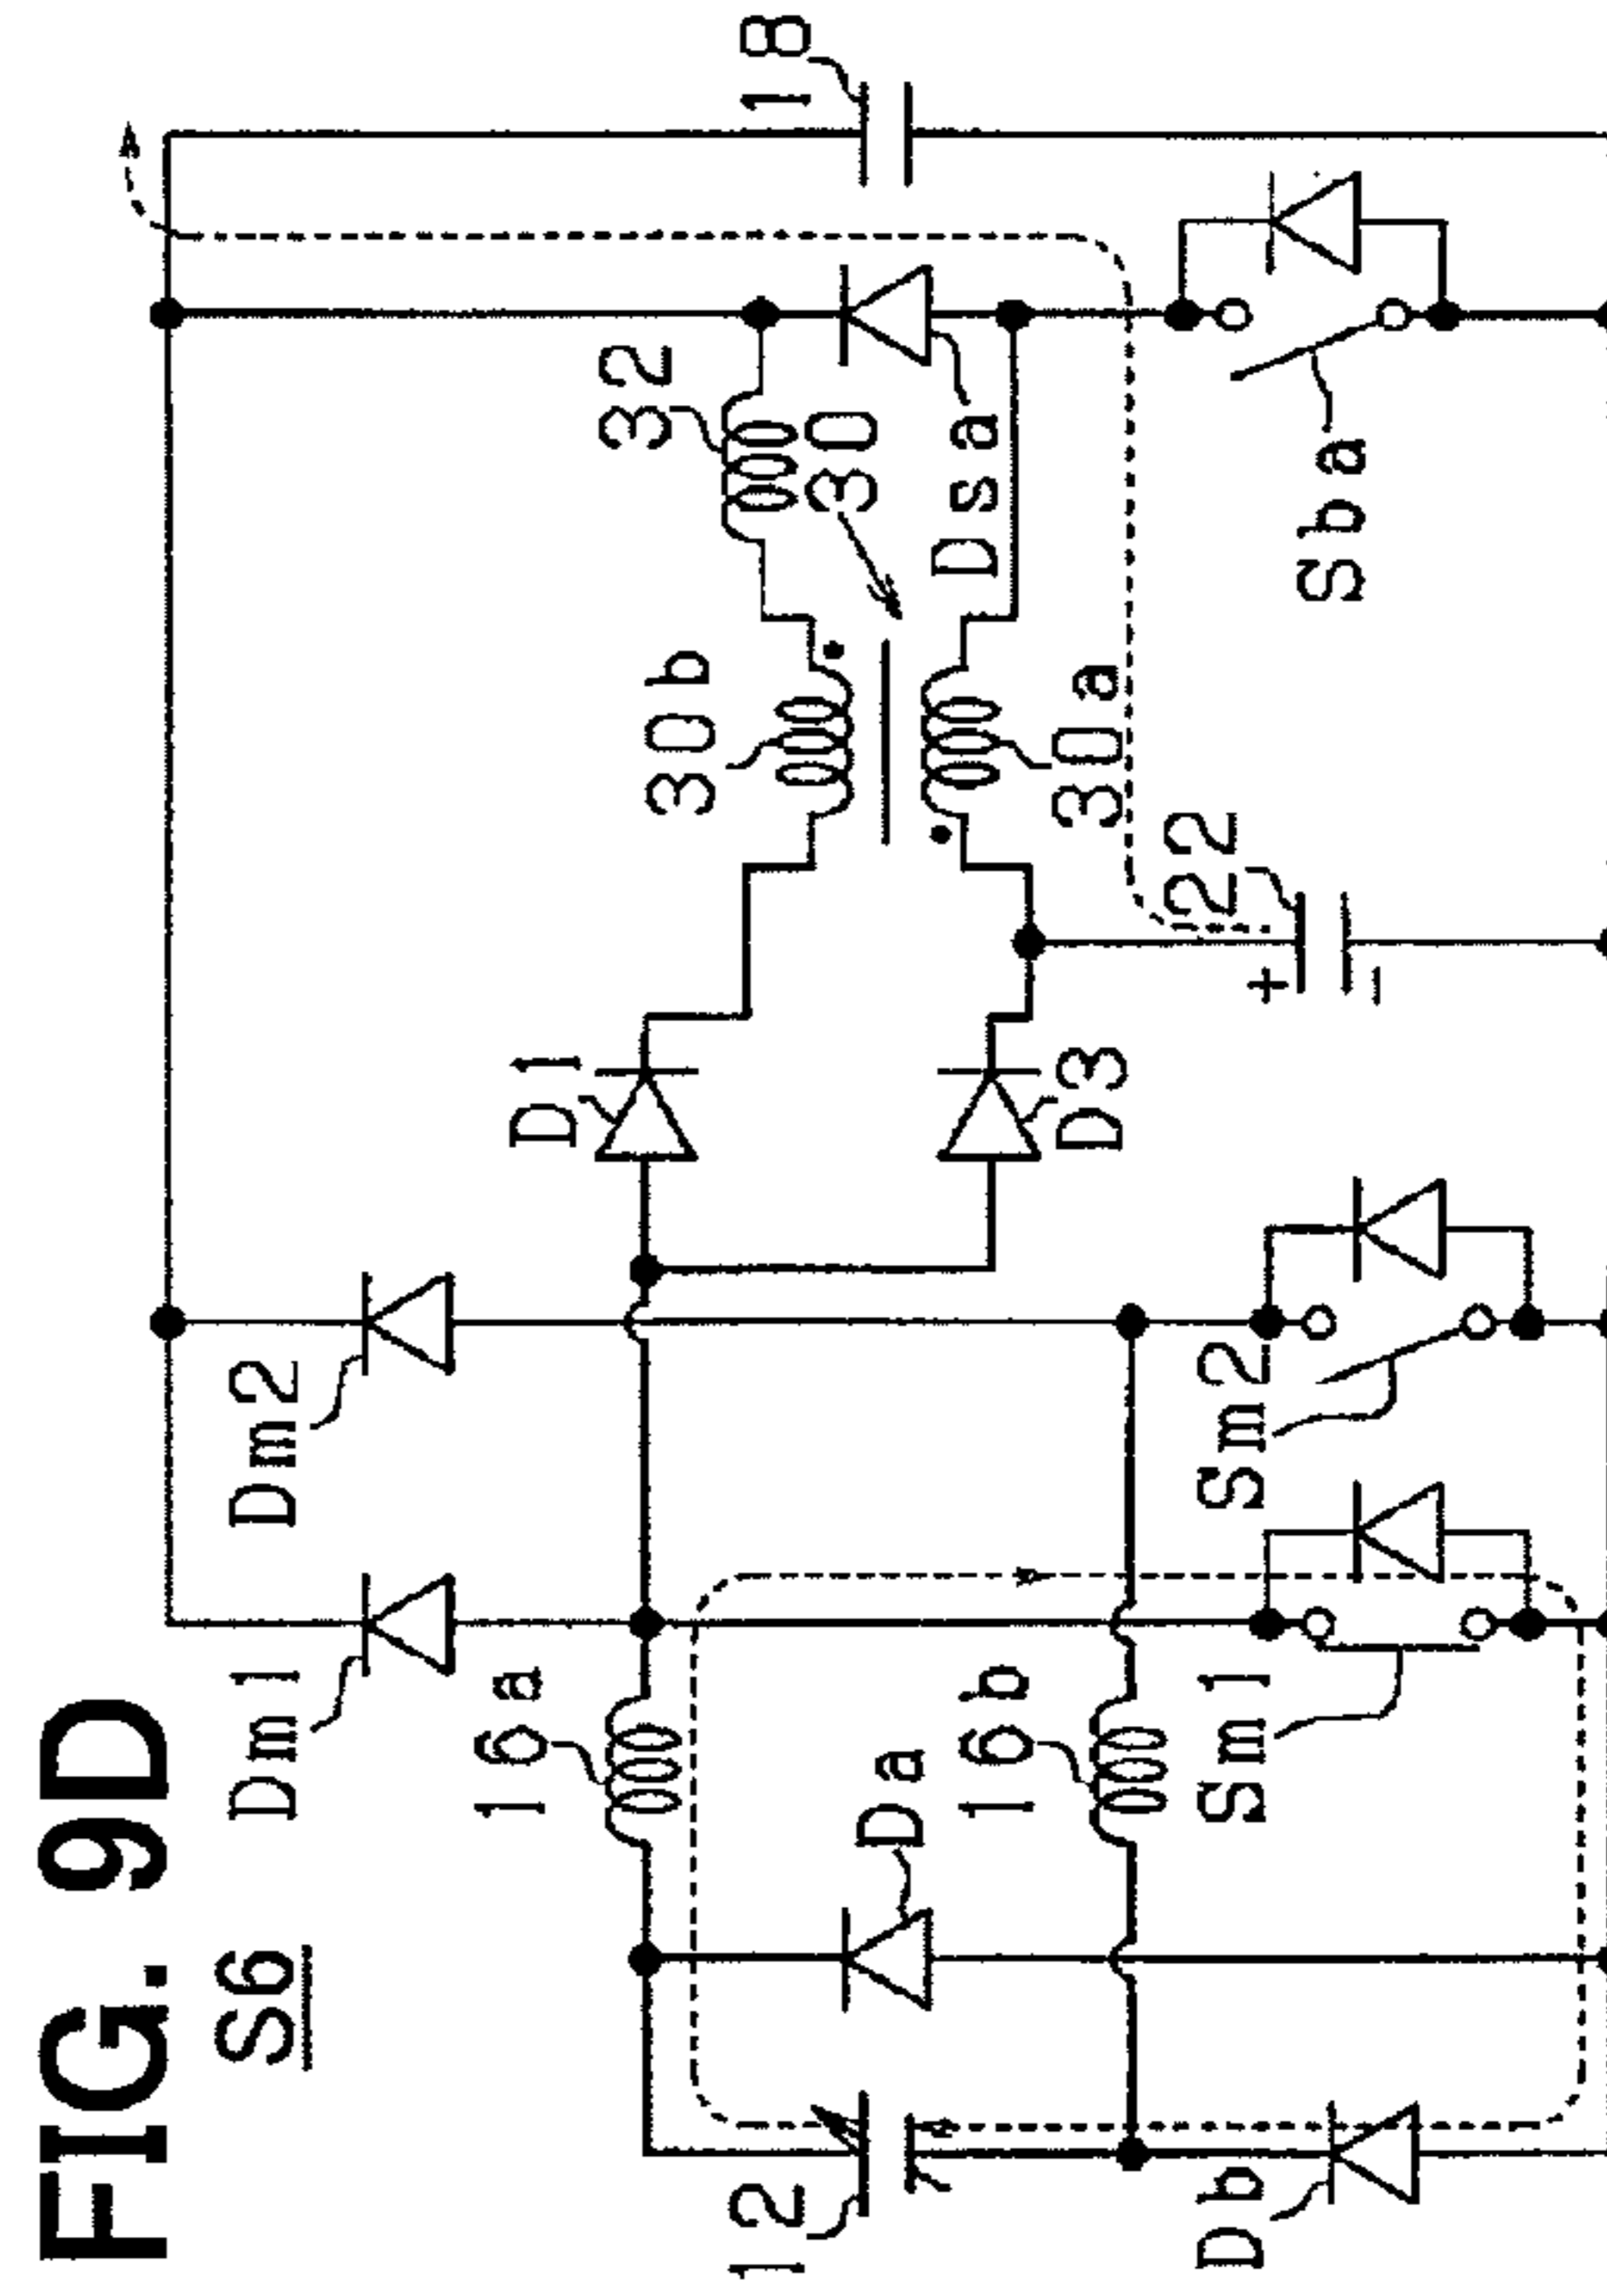 FIG. 9D
S6
Dm1
Dm2
16a
D1
30b
32
18
30
12
Da
16b
D3
30a
Dsa
22
+
-
Db
Sm1
Sm2
Sba